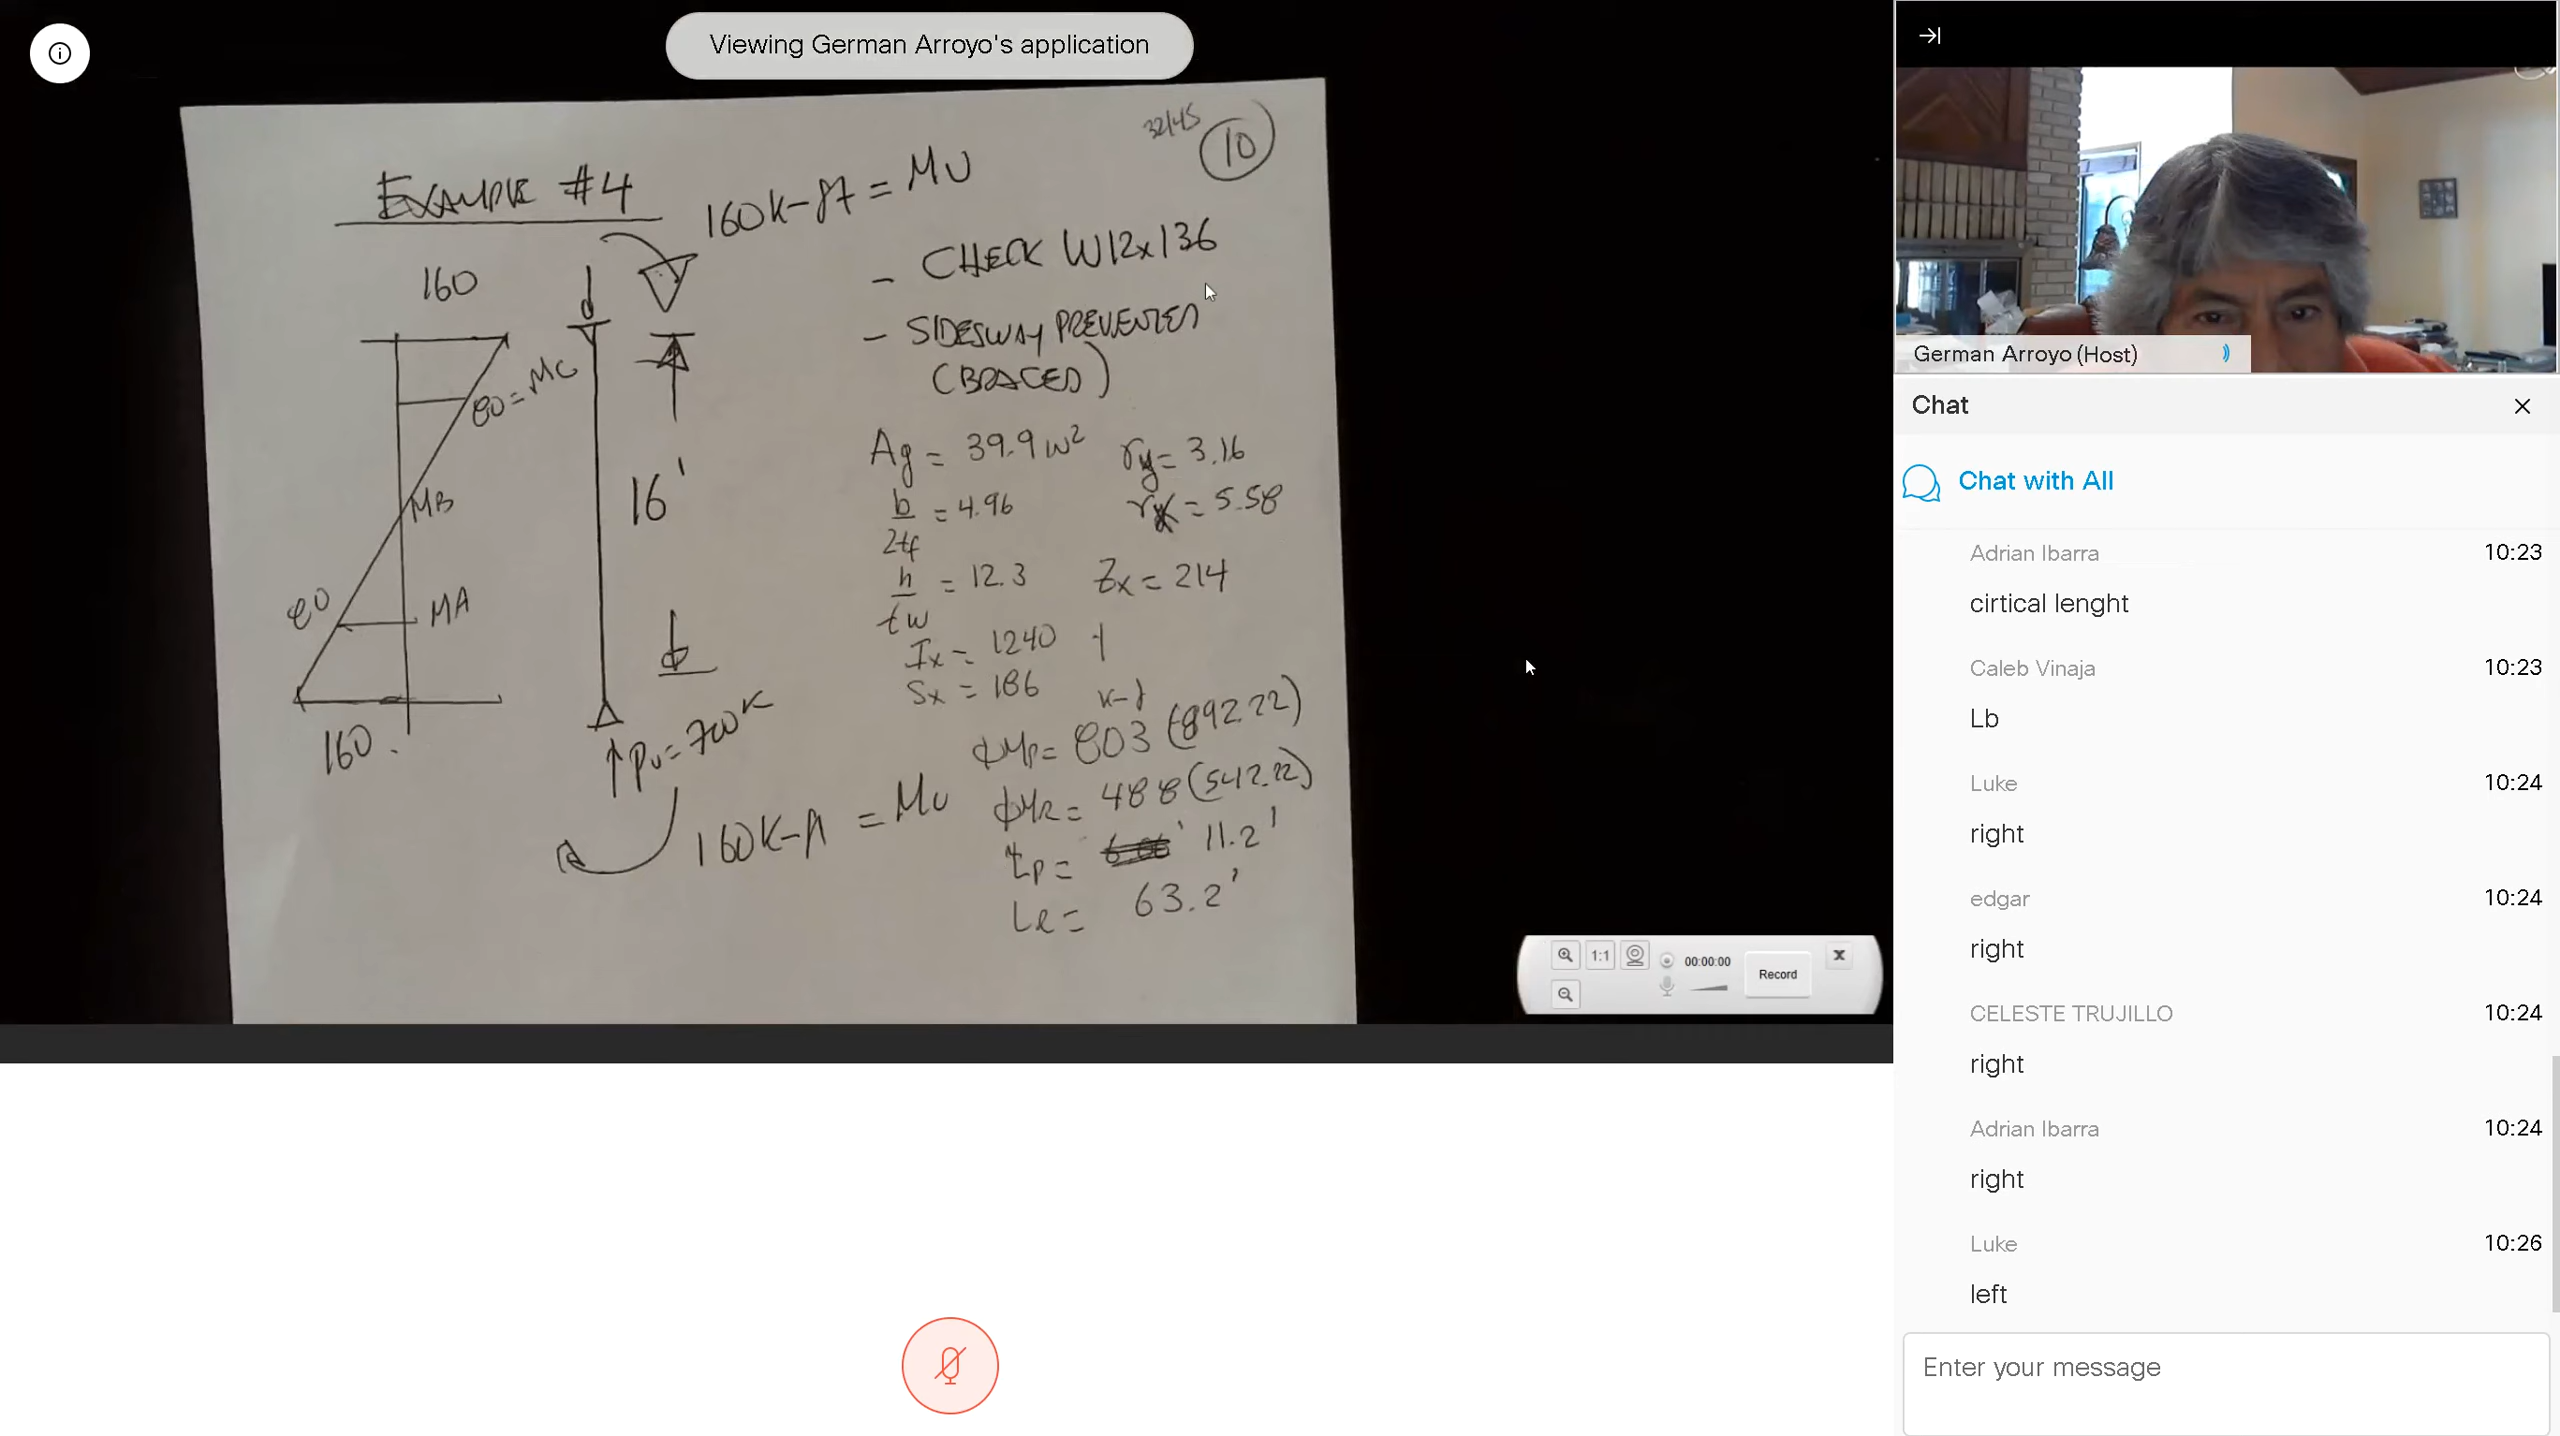 Viewing German Arroyo's application
32/45
10
EXAMPLE #4
160K-ft = MU
160
- CHECK W12x136
- SIDESWAY PREVENTED
(BRACED)
80 = MC
MB
80
MA
160.
16'
PU = 700K
160K-ft = MU
Ag = 39.9 in²
ry = 3.16
b/2tf = 4.96
rx = 5.58
h/tw = 12.3
Zx = 214
Ix = 1240
Sx = 186
K-f
ϕMp = 803 (892.22)
ϕMR = 488 (542.22)
Lp = 11.2'
LR = 63.2'
1:1
00:00:00
Record
x
German Arroyo (Host)
Chat
Chat with All
Adrian Ibarra 10:23
cirtical lenght
Caleb Vinaja 10:23
Lb
Luke 10:24
right
edgar 10:24
right
CELESTE TRUJILLO 10:24
right
Adrian Ibarra 10:24
right
Luke 10:26
left
Enter your message